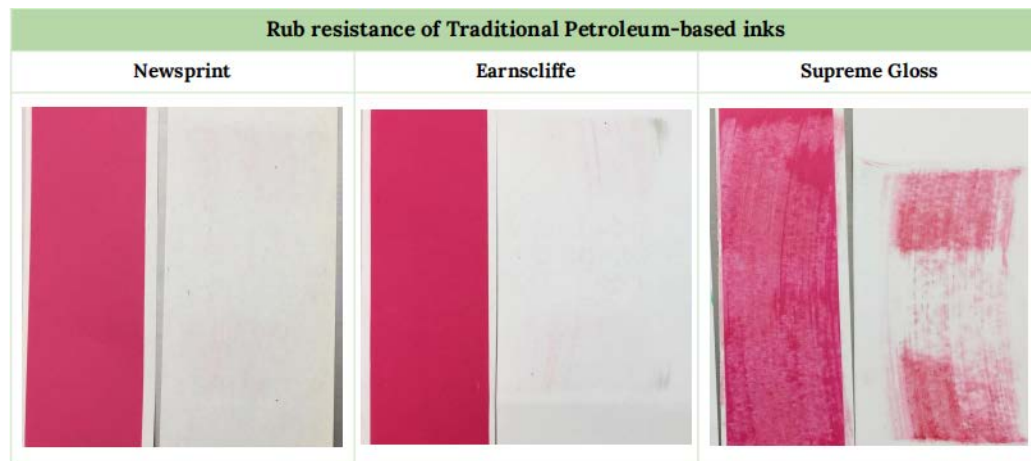 Rub resistance of Traditional Petroleum-based inks
Newsprint
Earnscliffe
Supreme Gloss